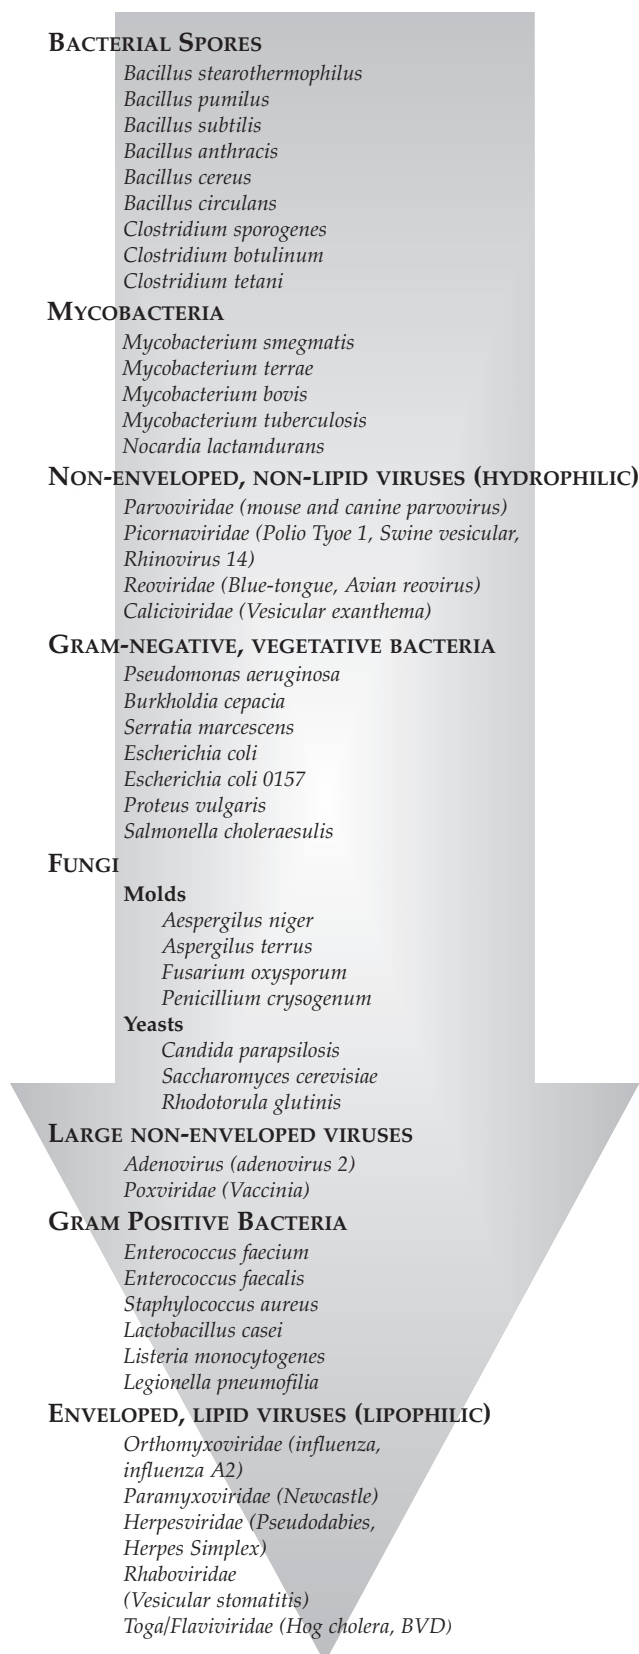 BACTERIAL SPORES
Bacillus stearothermophilus
Bacillus pumilus
Bacillus subtilis
Bacillus anthracis
Bacillus cereus
Bacillus circulans
Clostridium sporogenes
Clostridium botulinum
Clostridium tetani
MYCOBACTERIA
Mycobacterium smegmatis
Mycobacterium terrae
Mycobacterium bovis
Mycobacterium tuberculosis
Nocardia lactamdurans
NON-ENVELOPED, NON-LIPID VIRUSES (HYDROPHILIC)
Parvoviridae (mouse and canine parvovirus)
Picornaviridae (Polio Tyoe 1, Swine vesicular,
Rhinovirus 14)
Reoviridae (Blue-tongue, Avian reovirus)
Caliciviridae (Vesicular exanthema)
GRAM-NEGATIVE, VEGETATIVE BACTERIA
Pseudomonas aeruginosa
Burkholdia cepacia
Serratia marcescens
Escherichia coli
Escherichia coli 0157
Proteus vulgaris
Salmonella choleraesulis
FUNGI
Molds
Aespergilus niger
Aspergilus terrus
Fusarium oxysporum
Penicillium crysogenum
Yeasts
Candida parapsilosis
Saccharomyces cerevisiae
Rhodotorula glutinis
LARGE NON-ENVELOPED VIRUSES
Adenovirus (adenovirus 2)
Poxviridae (Vaccinia)
GRAM POSITIVE BACTERIA
Enterococcus faecium
Enterococcus faecalis
Staphylococcus aureus
Lactobacillus casei
Listeria monocytogenes
Legionella pneumofilia
ENVELOPED, LIPID VIRUSES (LIPOPHILIC)
Orthomyxoviridae (influenza,
influenza A2)
Paramyxoviridae (Newcastle)
Herpesviridae (Pseudodabies,
Herpes Simplex)
Rhaboviridae
(Vesicular stomatitis)
Toga/Flaviviridae (Hog cholera, BVD)